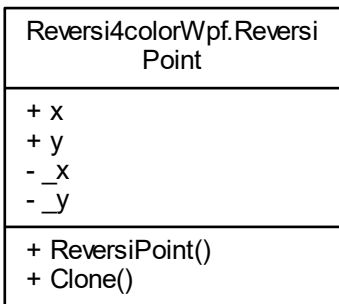 Reversi4colorWpf.Reversi
Point
+ x
+ y
- _x
- _y
+ ReversiPoint()
+ Clone()